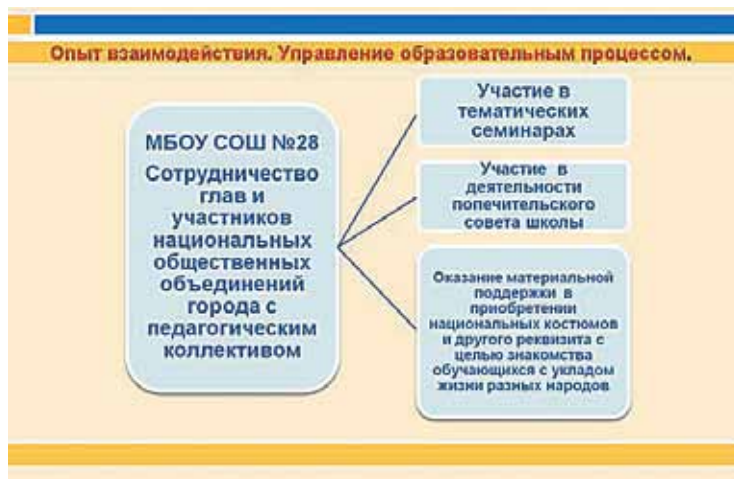 Опыт взаимодействия. Управление образовательным процессом.
МБОУ СОШ №28
Сотрудничество
глав и
участников
национальных
общественных
объединений
города с
педагогическим
коллективом
Участие в
тематических
семинарах
Участие в
деятельности
попечительского
совета школы
Оказание материальной
поддержки в
приобретении
национальных костюмов
и другого реквизита с
целью знакомства
обучающихся с укладом
жизни разных народов